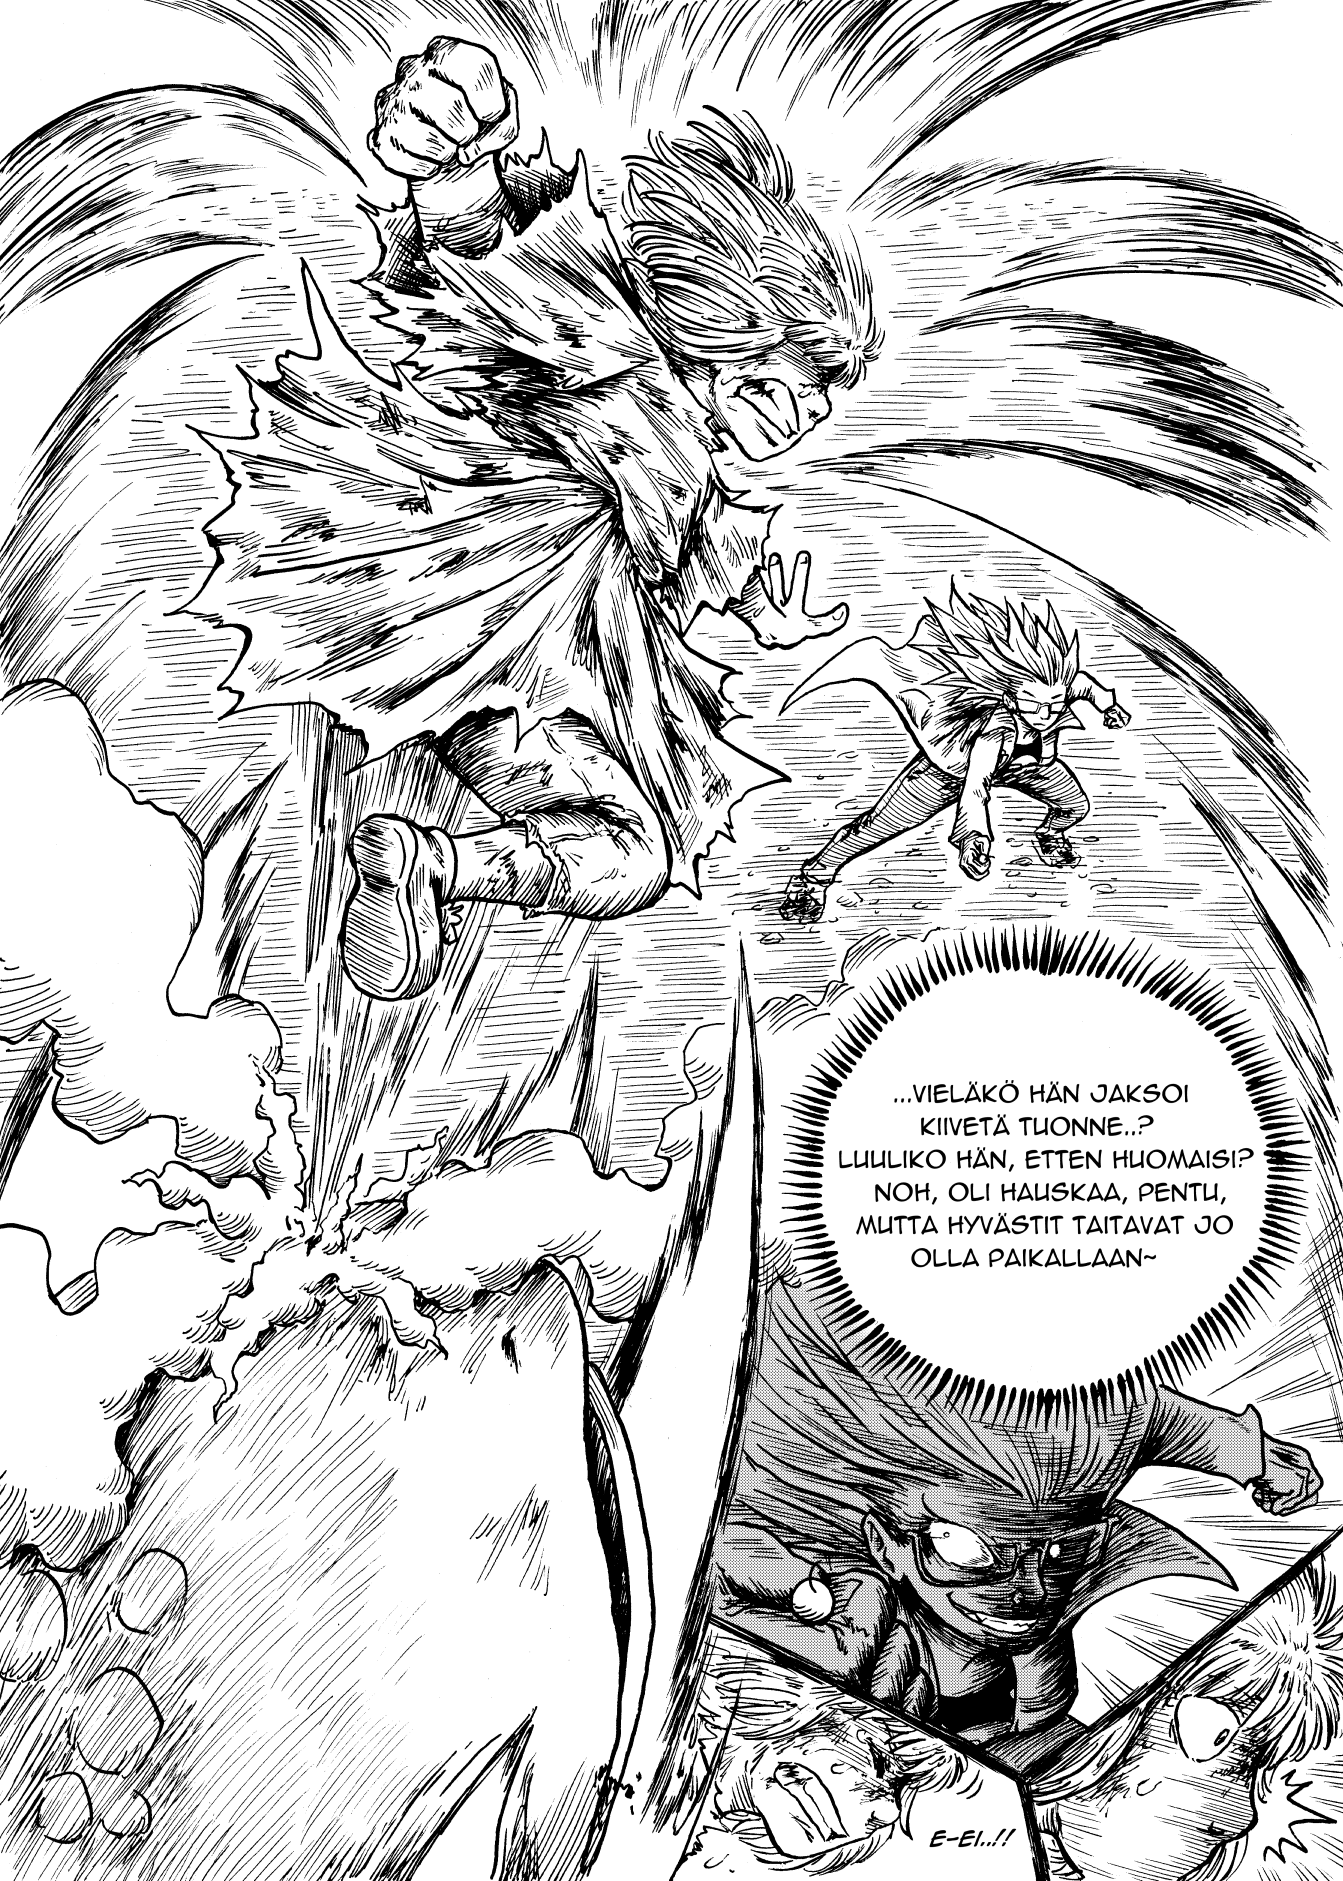 ...VIELÄKÖ HÄN JAKSOI
KIIVETÄ TUONNE..?
LUULIKO HÄN, ETTEN HUOMAISI?
NOH, OLI HAUSKAA, PENTU,
MUTTA HYVÄSTIT TAITAVAT JO
OLLA PAIKALLAAN~
E-EI..!!